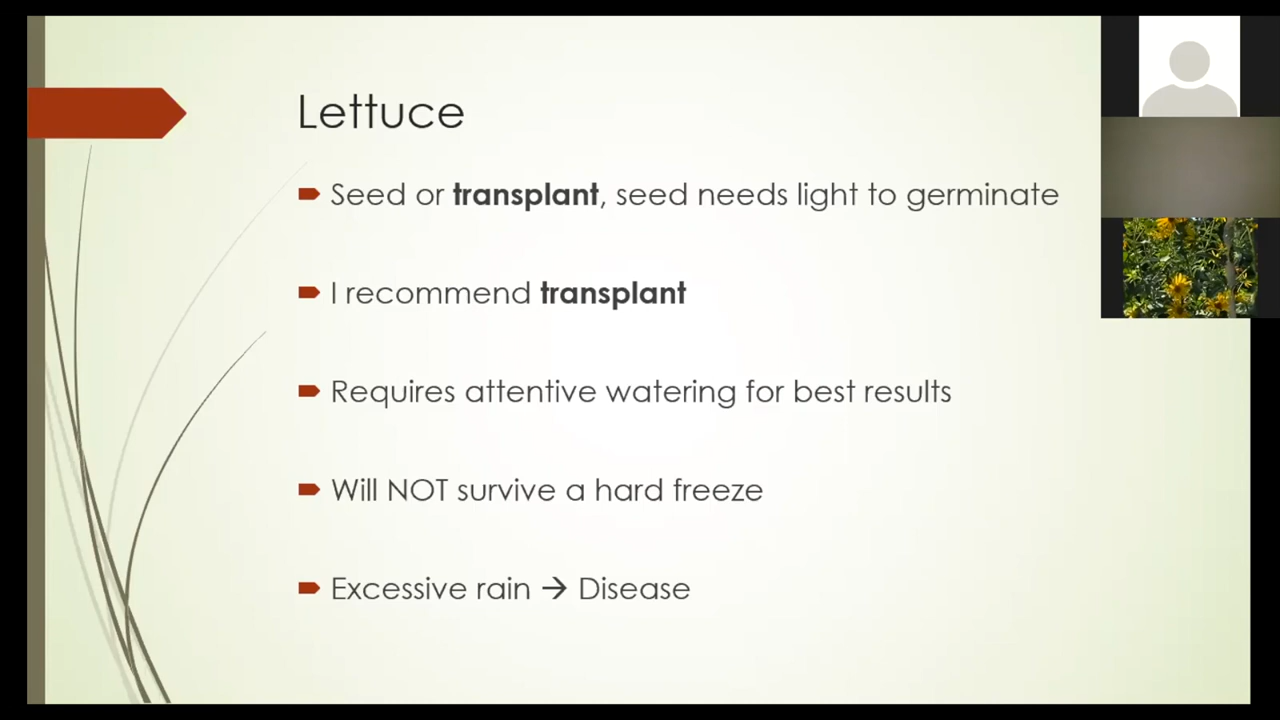 Lettuce
Seed or transplant, seed needs light to germinate
I recommend transplant
Requires attentive watering for best results
Will NOT survive a hard freeze
Excessive rain → Disease